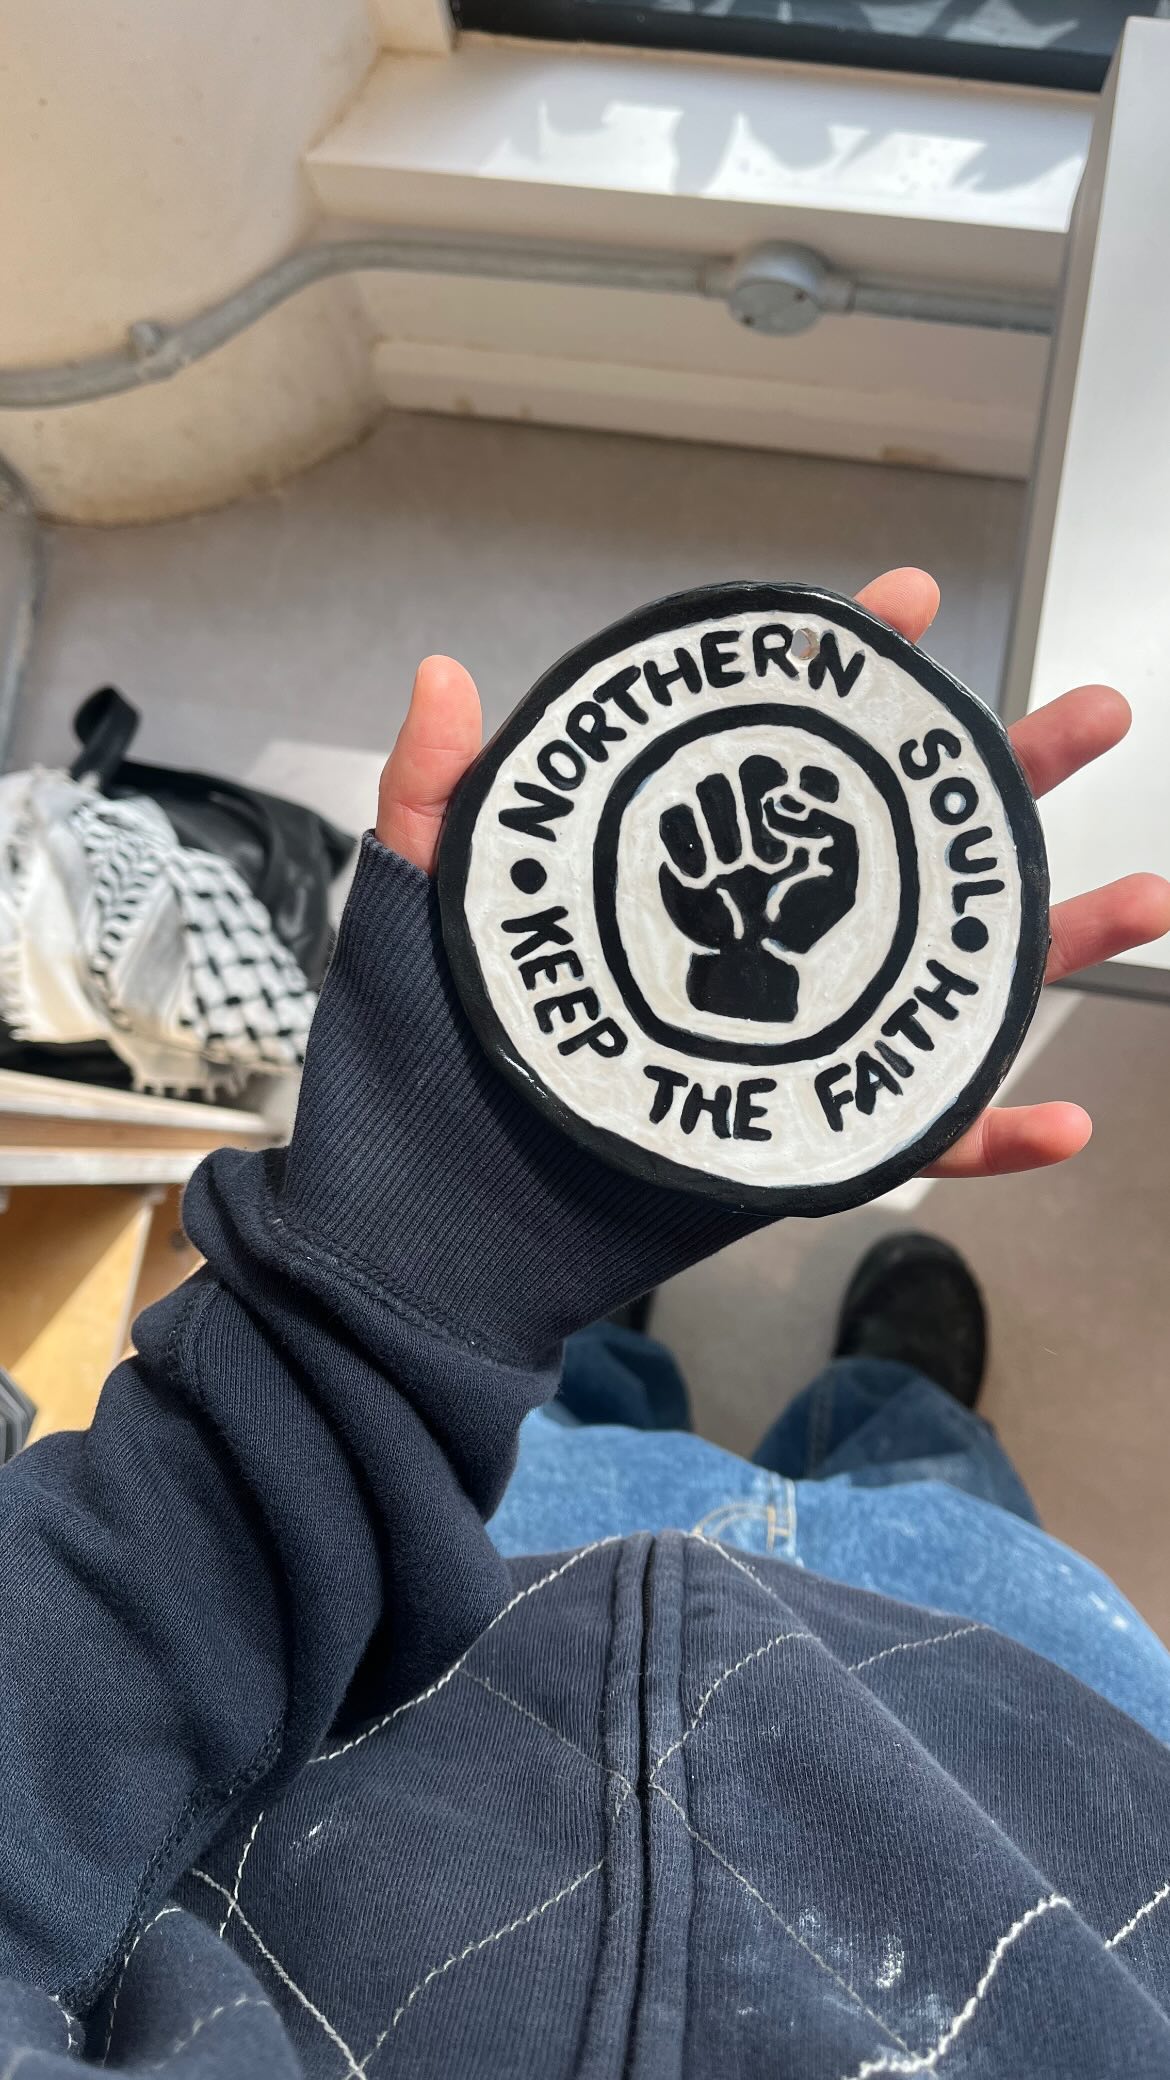 NORTHERN SOUL
• KEEP THE FAITH •